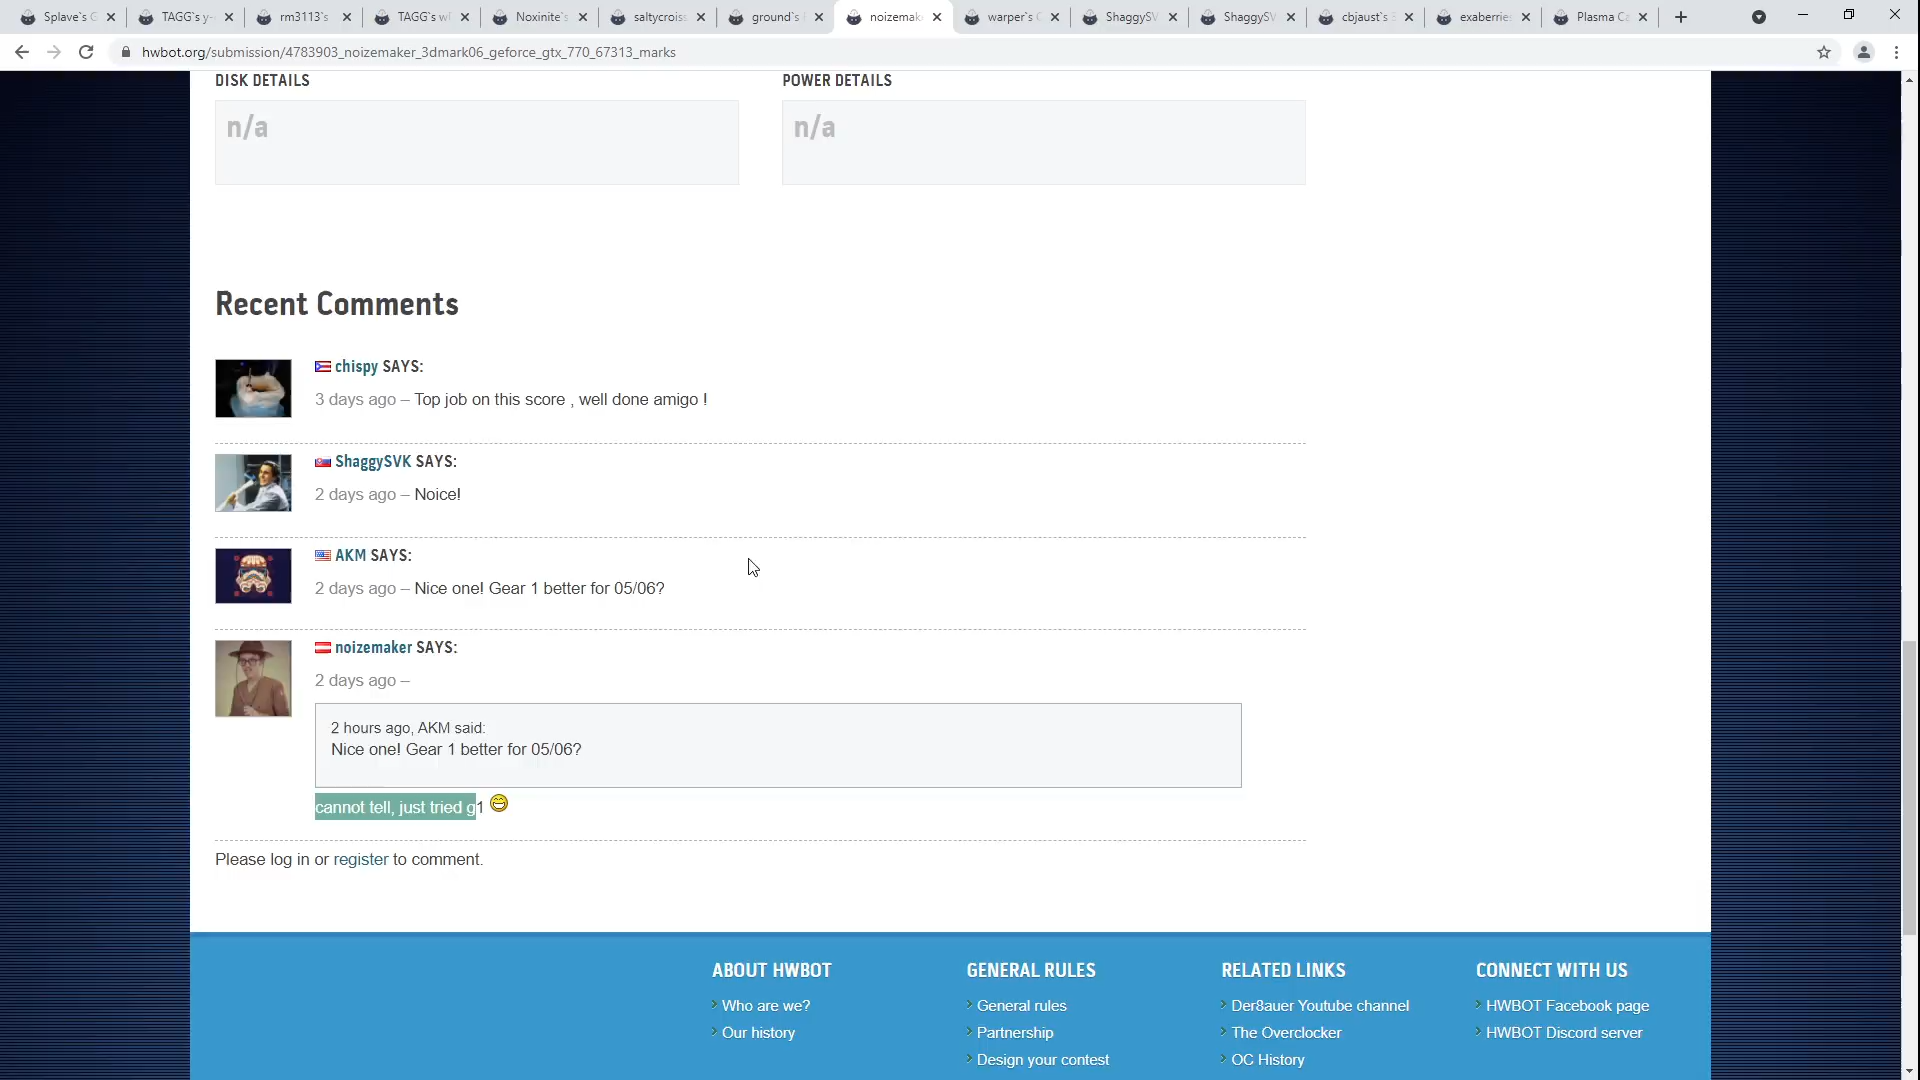 Splave`s G
TAGG`s y-
rm3113`s
TAGG`s wi
Noxinite`s
saltycrois
ground`s
noizemak
warper`s C
ShaggySV
ShaggySV
cbjaust`s
exaberrie
Plasma Ca
hwbot.org/submission/4783903_noizemaker_3dmark06_geforce_gtx_770_67313_marks
DISK DETAILS
POWER DETAILS
n/a
n/a
Recent Comments
chispy SAYS:
3 days ago – Top job on this score , well done amigo !
ShaggySVK SAYS:
2 days ago – Noice!
AKM SAYS:
2 days ago – Nice one! Gear 1 better for 05/06?
noizemaker SAYS:
2 days ago –
2 hours ago, AKM said:
Nice one! Gear 1 better for 05/06?
cannot tell, just tried g1
Please log in or register to comment.
ABOUT HWBOT
Who are we?
Our history
GENERAL RULES
General rules
Partnership
Design your contest
RELATED LINKS
Der8auer Youtube channel
The Overclocker
OC History
CONNECT WITH US
HWBOT Facebook page
HWBOT Discord server